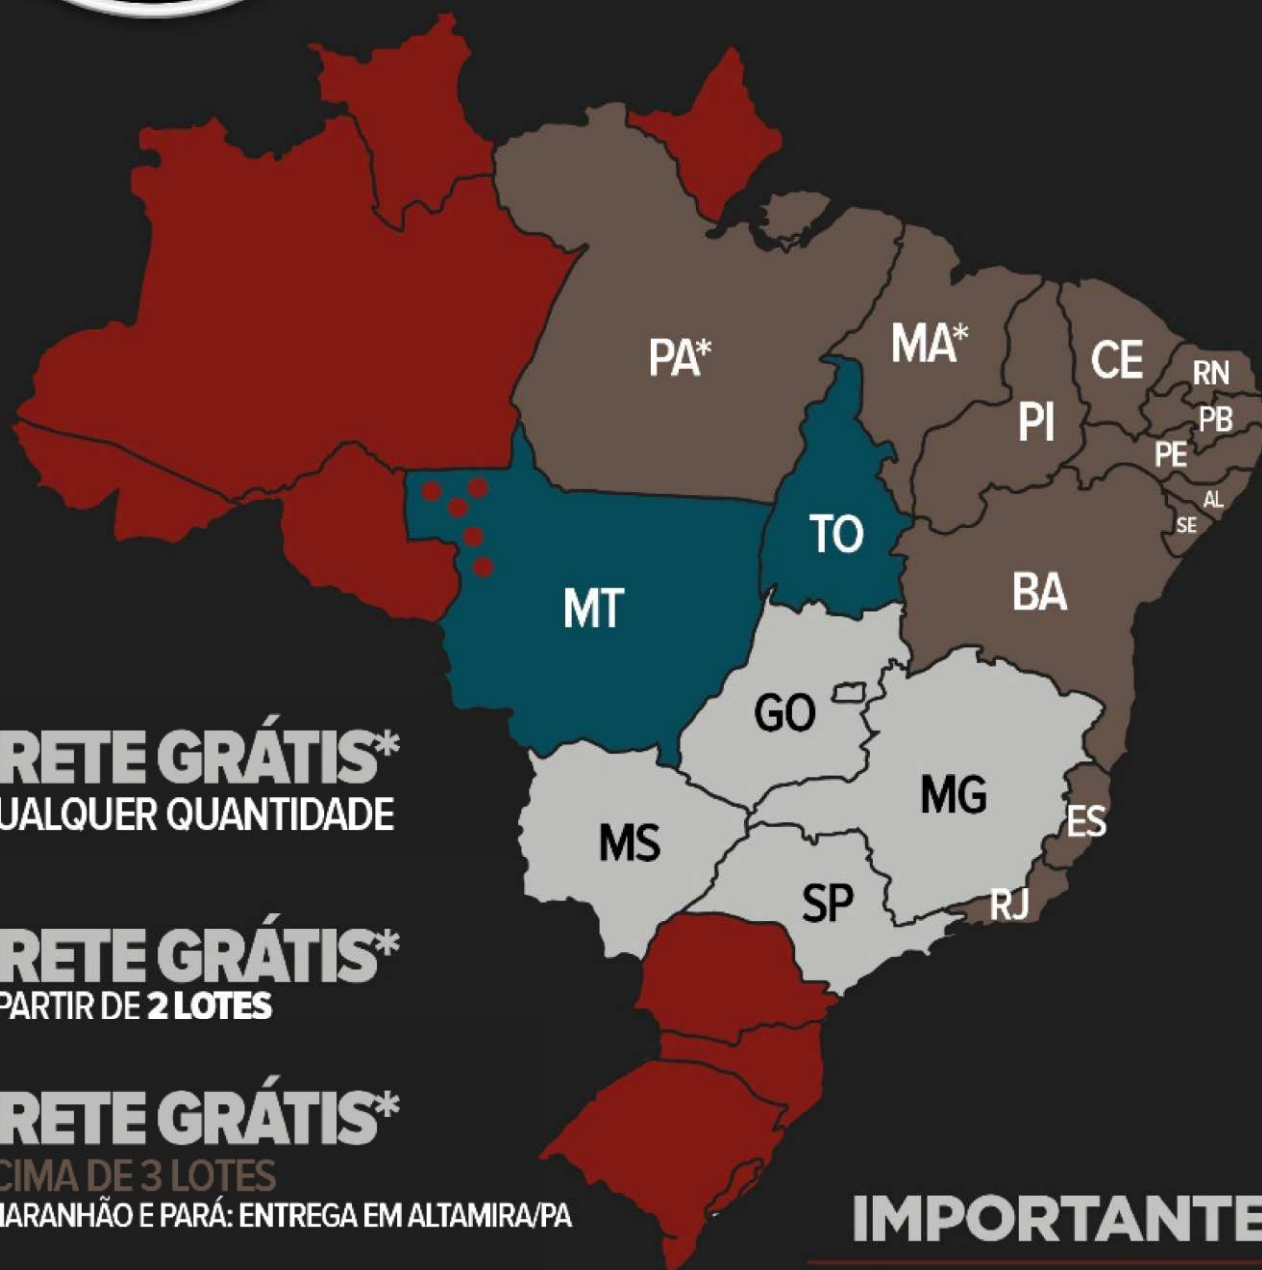 PA*
MA*
CE
RN
PI
PB
PE
AL
SE
TO
BA
MT
GO
MG
ES
MS
SP
RJ
RETE GRÁTIS*
UALQUER QUANTIDADE
RETE GRÁTIS*
PARTIR DE 2 LOTES
RETE GRÁTIS*
CIMA DE 3 LOTES
MARANHÃO E PARÁ: ENTREGA EM ALTAMIRA/PA
IMPORTANTE